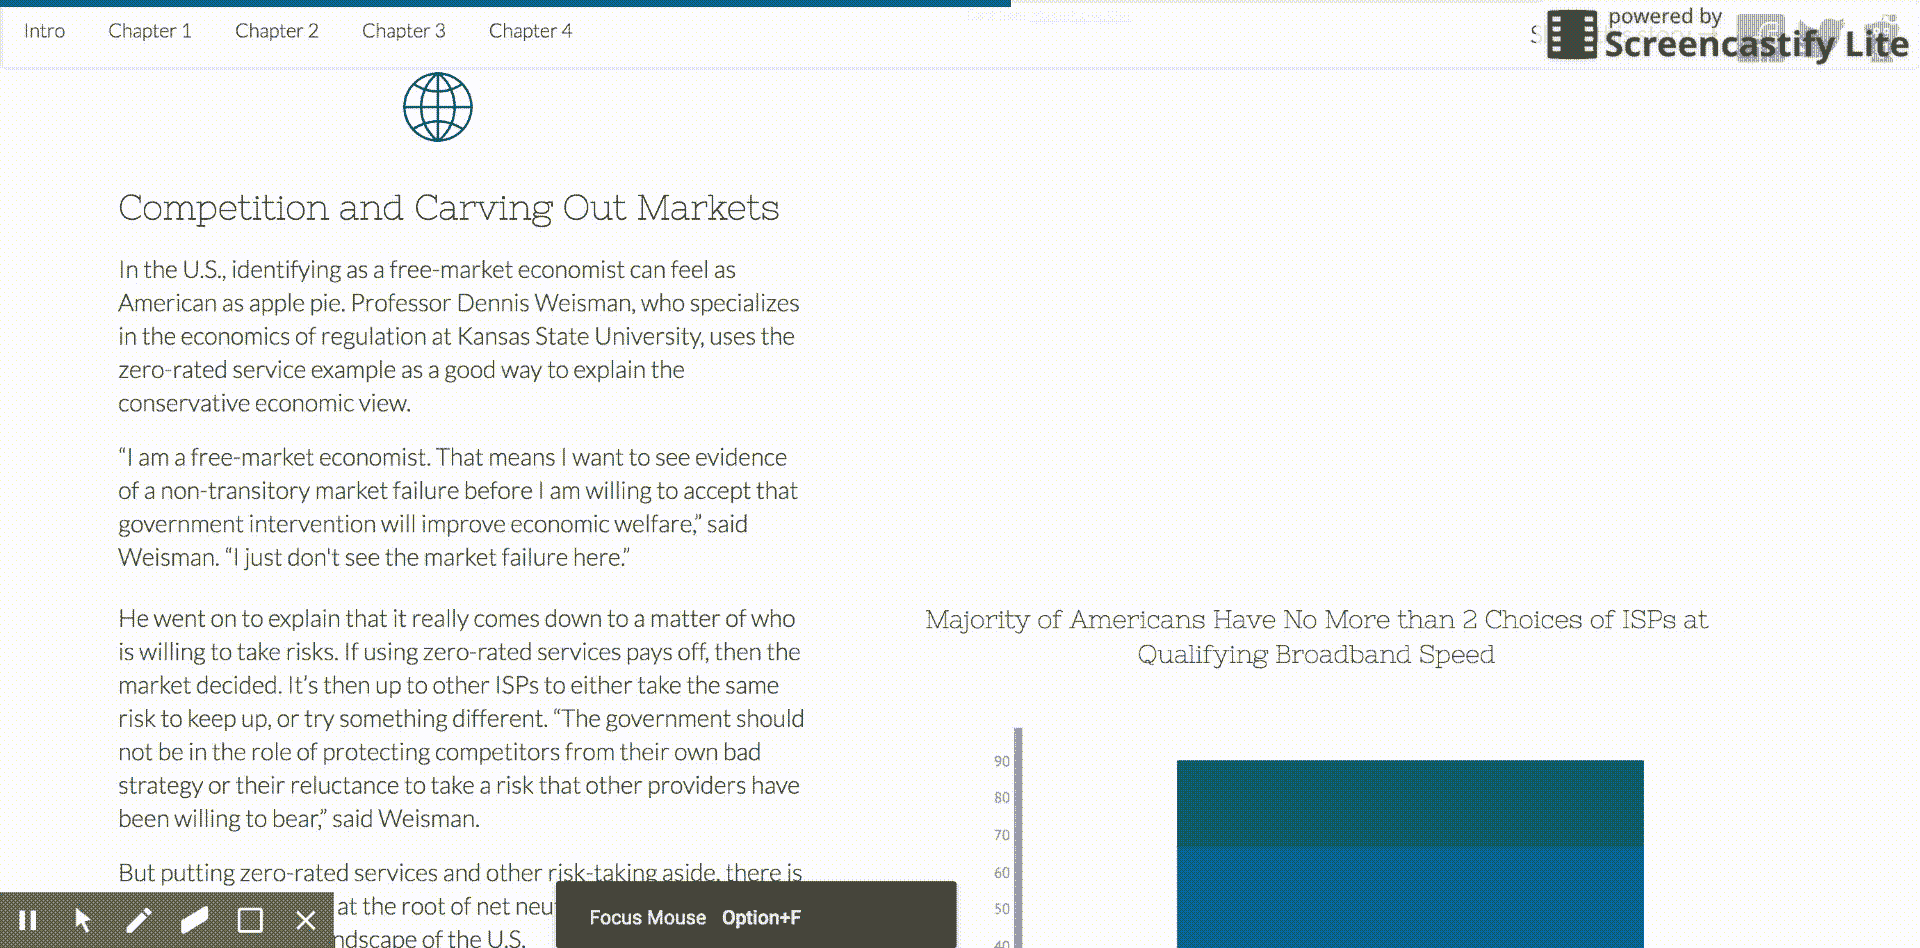 Intro Chapter 1 Chapter 2 Chapter 3 Chapter 4
powered by
Screencastify Lite
Competition and Carving Out Markets
In the U.S., identifying as a free-market economist can feel as
American as apple pie. Professor Dennis Weisman, who specializes
in the economics of regulation at Kansas State University, uses the
zero-rated service example as a good way to explain the
conservative economic view.
“I am a free-market economist. That means I want to see evidence
of a non-transitory market failure before I am willing to accept that
government intervention will improve economic welfare,” said
Weisman. “I just don't see the market failure here.”
He went on to explain that it really comes down to a matter of who
is willing to take risks. If using zero-rated services pays off, then the
market decided. It’s then up to other ISPs to either take the same
risk to keep up, or try something different. “The government should
not be in the role of protecting competitors from their own bad
strategy or their reluctance to take a risk that other providers have
been willing to bear,” said Weisman.
But putting zero-rated services and other risk-taking aside, there is
at the root of net neu
ndscape of the U.S.
Majority of Americans Have No More than 2 Choices of ISPs at
Qualifying Broadband Speed
90
80
70
60
50
40
Focus Mouse Option+F